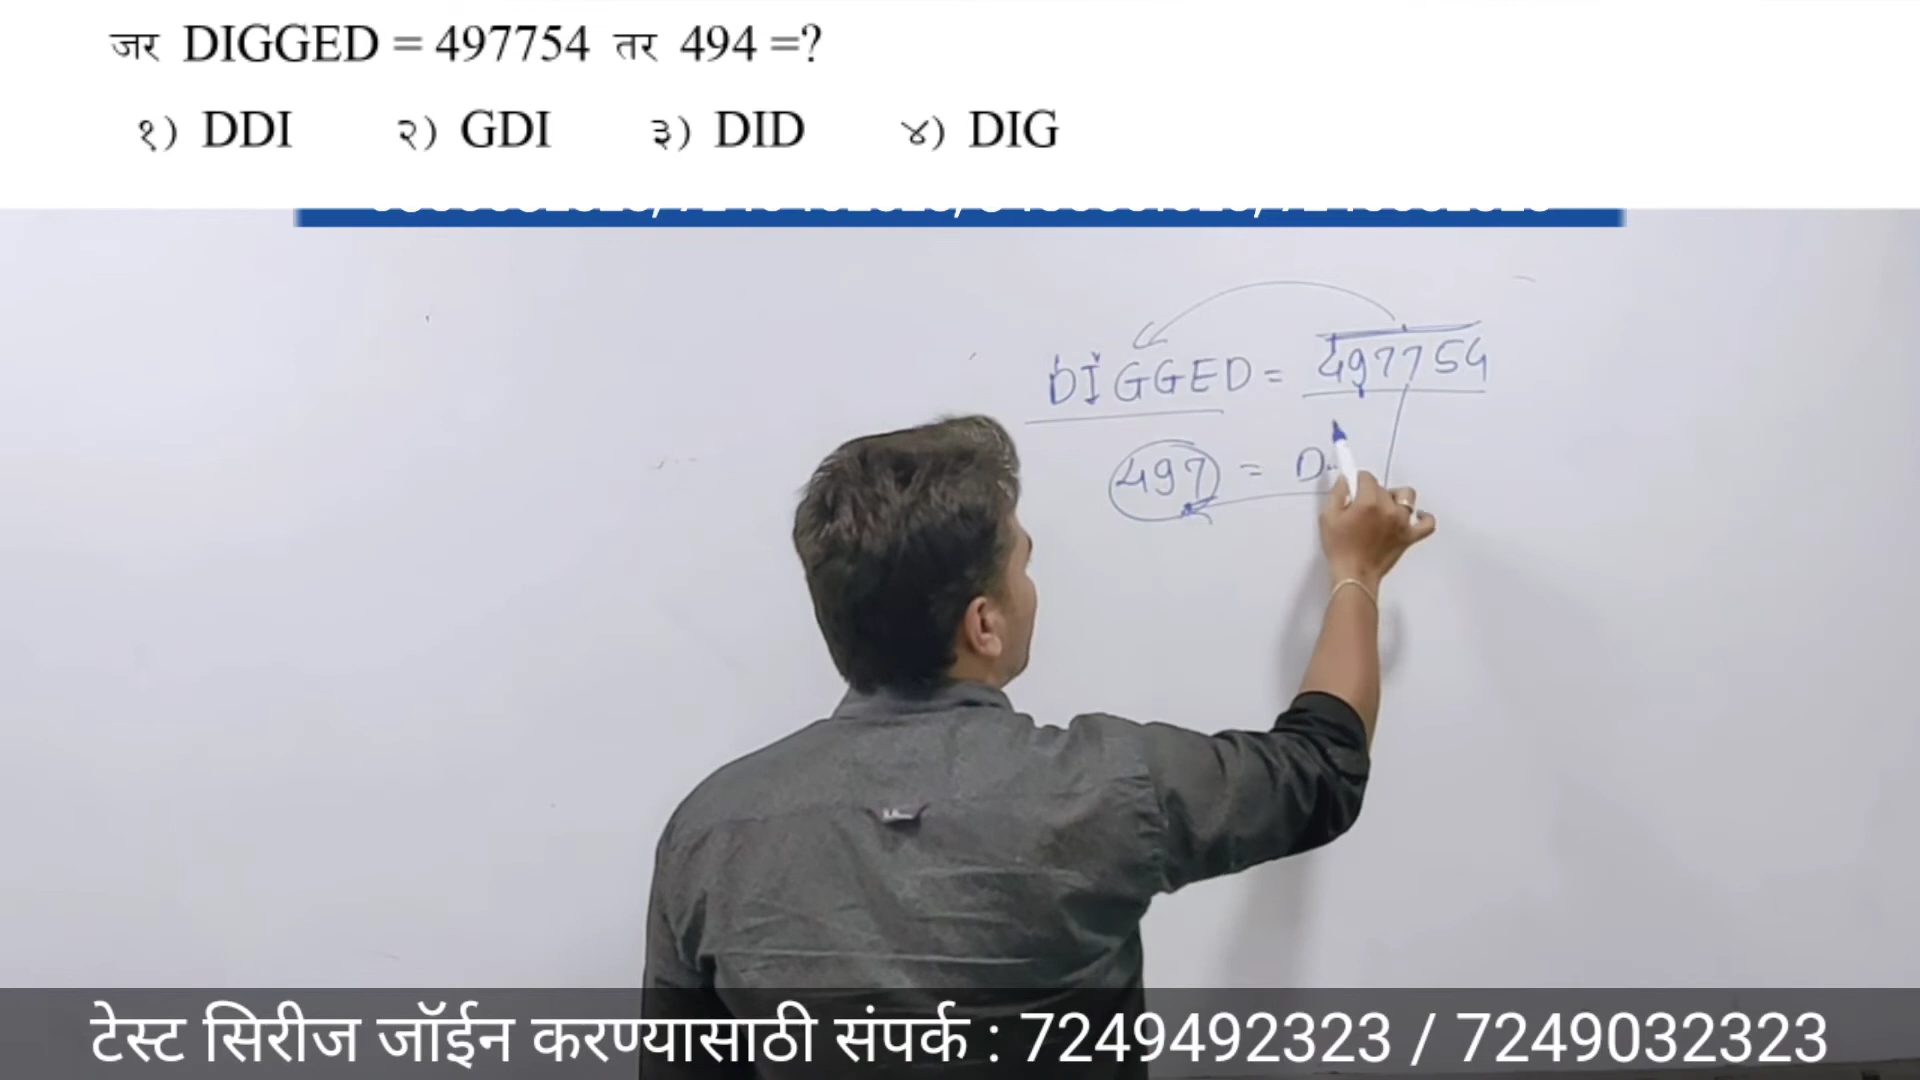 जर DIGGED = 497754 तर 494 =?
१) DDI २) GDI ३) DID ४) DIG
DIGGED = 497754
497 = D
टेस्ट सिरीज जॉईन करण्यासाठी संपर्क : 7249492323 / 7249032323